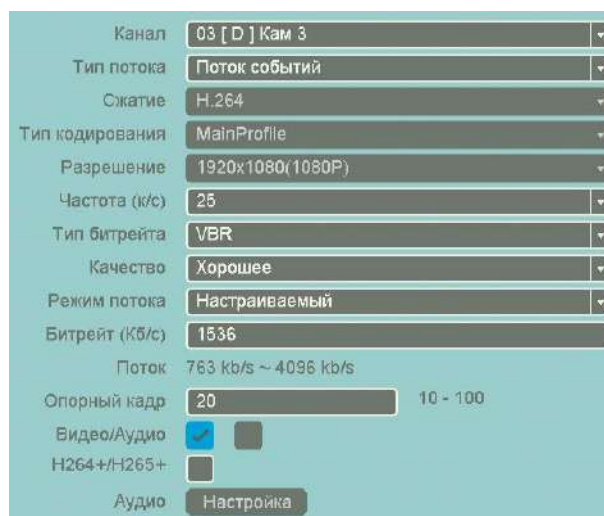 Канал 03 [ D ] Кам 3
Тип потока Поток событий
Сжатие H.264
Тип кодирования MainProfile
Разрешение 1920x1080(1080P)
Частота (к/с) 25
Тип битрейта VBR
Качество Хорошее
Режим потока Настраиваемый
Битрейт (Кб/с) 1536
Поток 763 kb/s ~ 4096 kb/s
Опорный кадр 20 10 - 100
Видео/Аудио
H264+/H265+
Аудио Настройка